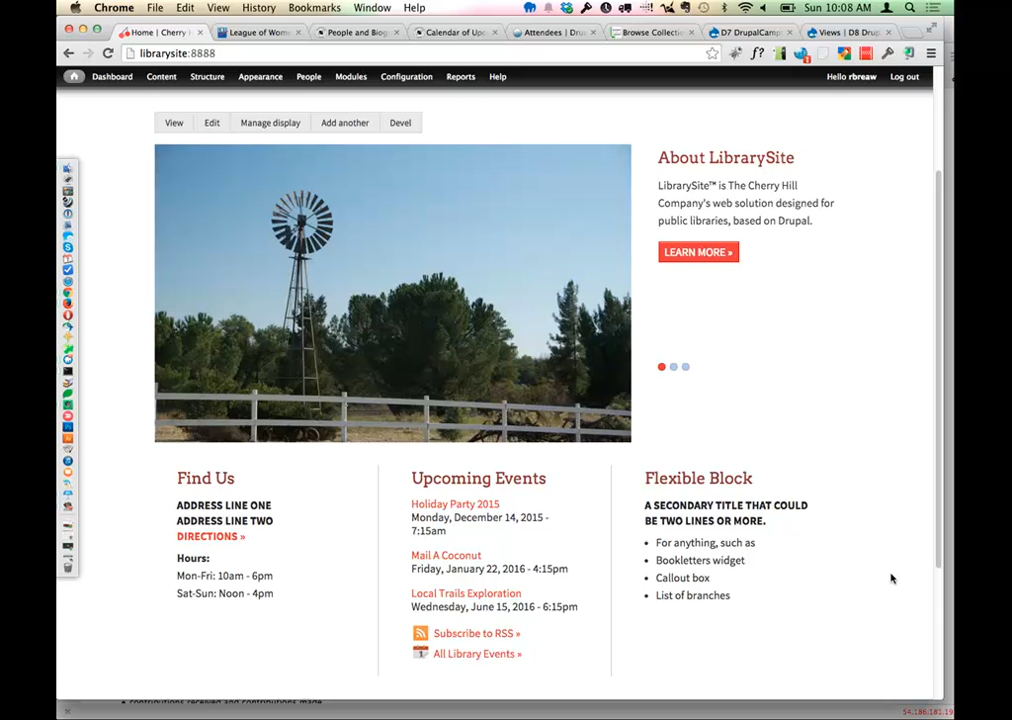 Chrome File Edit View History Bookmarks Window Help Sun 10:08 AM
Home | Cherry H League of Wome People and Biog Calendar of Upc Attendees | Dru Browse Collectio D7 DrupalCamp Views | D8 Drup
librarysite:8888
Dashboard Content Structure Appearance People Modules Configuration Reports Help Hello rbreaw Log out
View Edit Manage display Add another Devel
About LibrarySite
LibrarySite™ is The Cherry Hill
Company's web solution designed for
public libraries, based on Drupal.
LEARN MORE »
Find Us
ADDRESS LINE ONE
ADDRESS LINE TWO
DIRECTIONS »
Hours:
Mon-Fri: 10am - 6pm
Sat-Sun: Noon - 4pm
Upcoming Events
Holiday Party 2015
Monday, December 14, 2015 -
7:15am
Mail A Coconut
Friday, January 22, 2016 - 4:15pm
Local Trails Exploration
Wednesday, June 15, 2016 - 6:15pm
Subscribe to RSS »
All Library Events »
Flexible Block
A SECONDARY TITLE THAT COULD
BE TWO LINES OR MORE.
• For anything, such as
• Bookletters widget
• Callout box
• List of branches
54.186.181.19